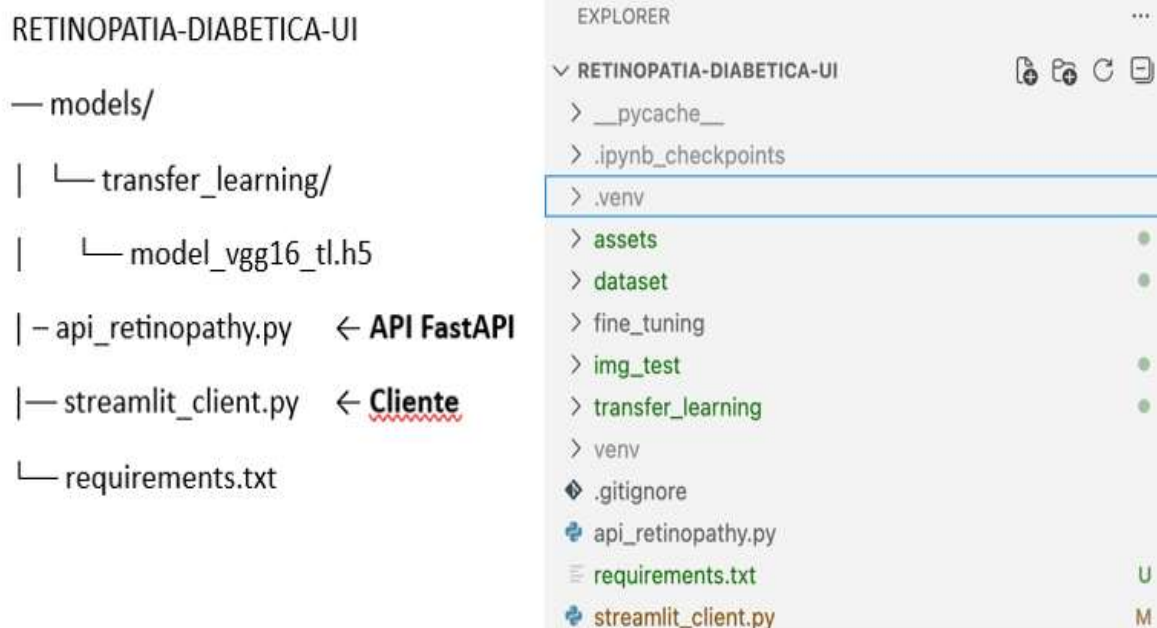 RETINOPATIA-DIABETICA-UI
— models/
│ └── transfer_learning/
│ └── model_vgg16_tl.h5
| – api_retinopathy.py ← API FastAPI
|— streamlit_client.py ← Cliente
└── requirements.txt
EXPLORER ...
RETINOPATIA-DIABETICA-UI
__pycache__
.ipynb_checkpoints
.venv
assets
dataset
fine_tuning
img_test
transfer_learning
venv
.gitignore
api_retinopathy.py
requirements.txt U
streamlit_client.py M